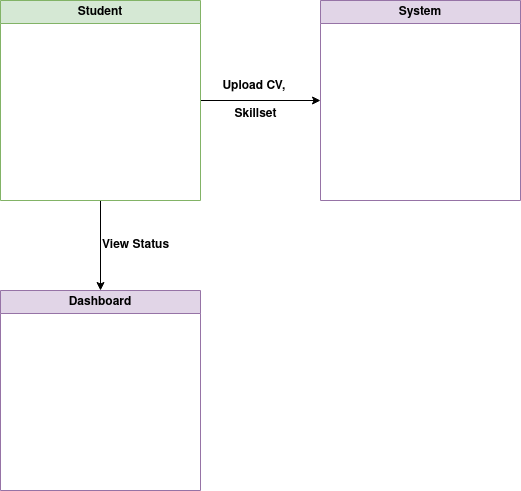 Student
System
Upload CV,
Skillset
View Status
Dashboard